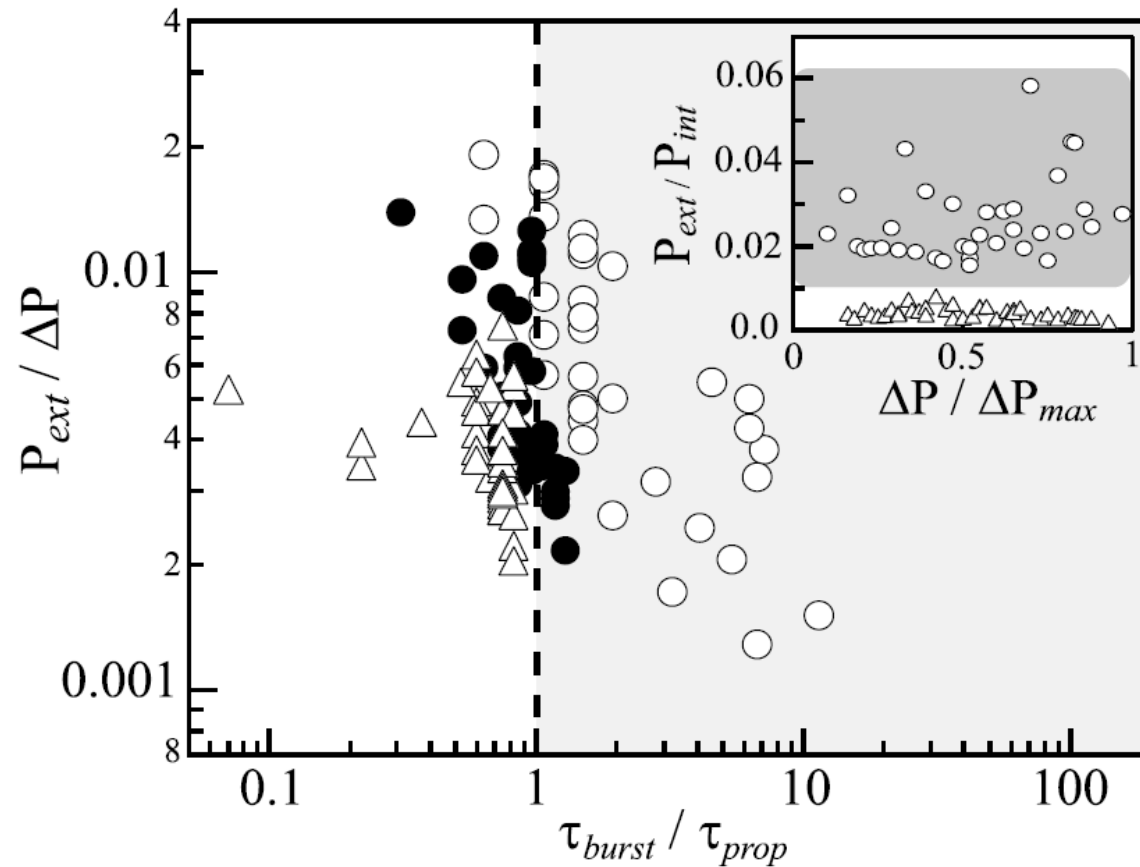 4
2
0.01
8
6
4
2
0.001
8
P_ext / ΔP
0.1 1 10 100
τ_burst / τ_prop
0.06
0.04
0.02
0.0
P_ext / P_int
0 0.5 1
ΔP / ΔP_max